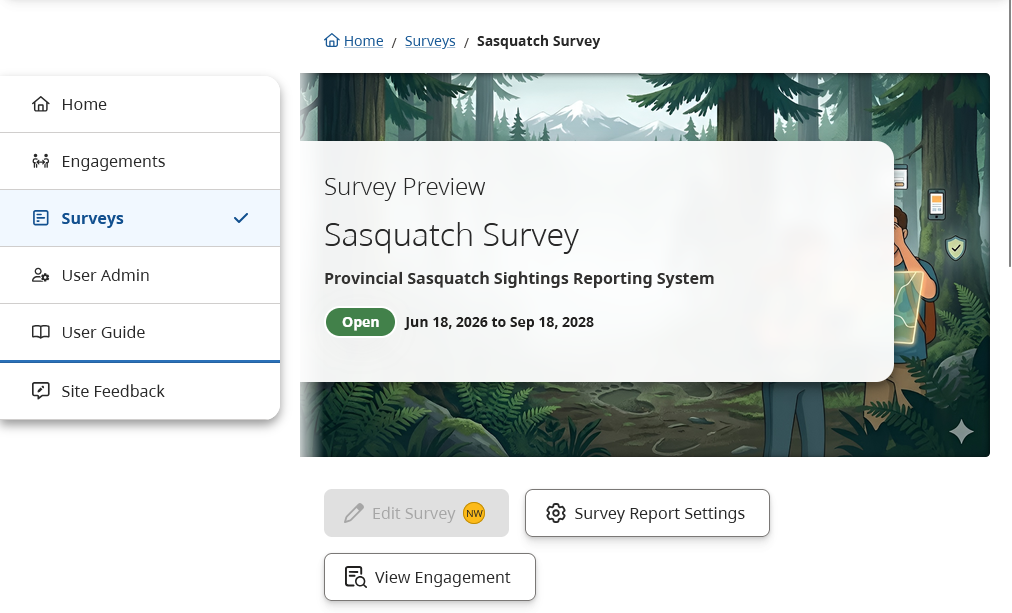 Home / Surveys / Sasquatch Survey
Home
Engagements
Surveys
User Admin
User Guide
Site Feedback
Survey Preview
Sasquatch Survey
Provincial Sasquatch Sightings Reporting System
Open Jun 18, 2026 to Sep 18, 2028
Edit Survey NW
Survey Report Settings
View Engagement